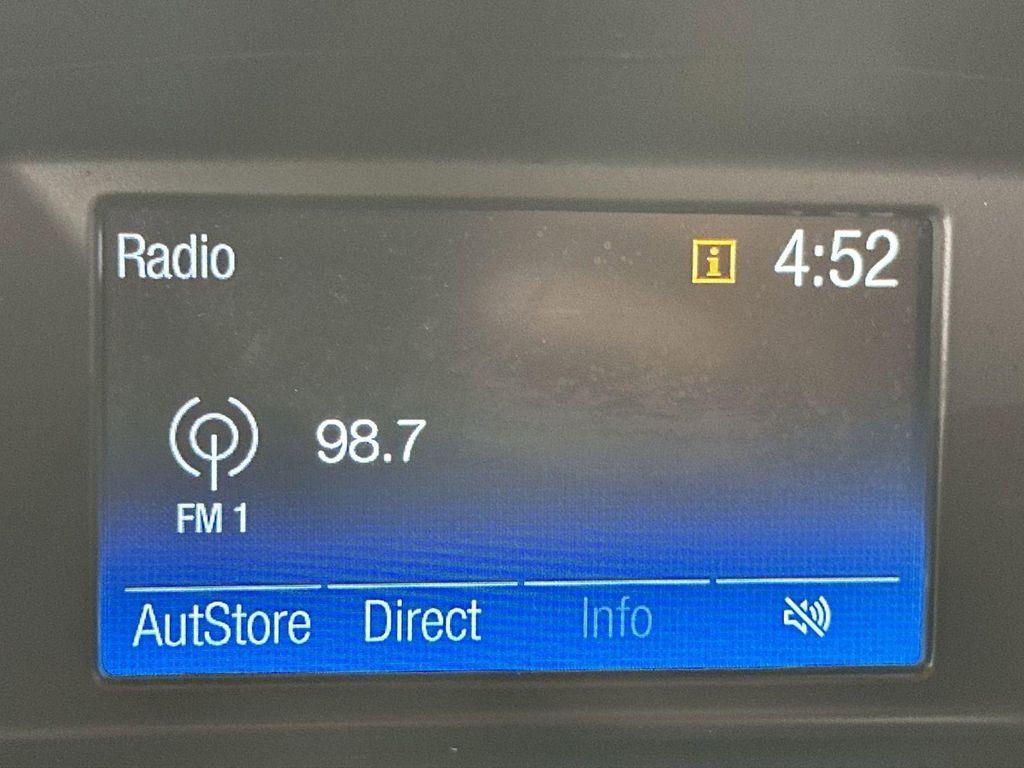 Radio i 4:52
98.7
FM 1
AutStore Direct Info